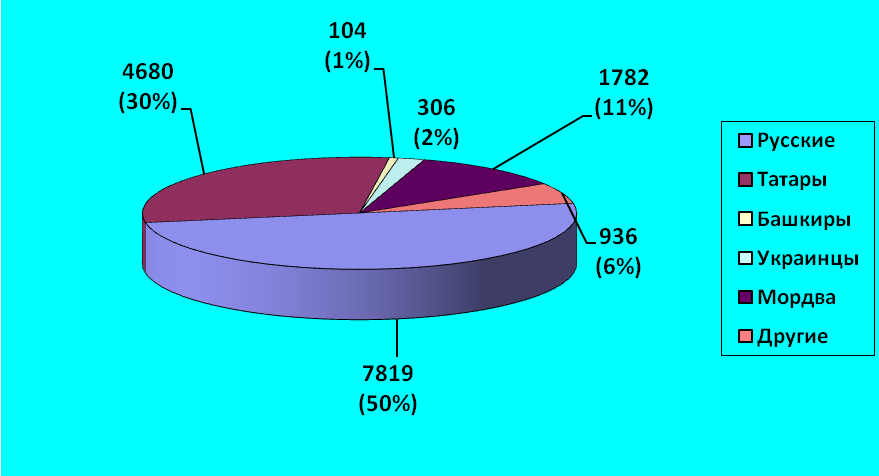 104
(1%)
4680
(30%)
306
(2%)
1782
(11%)
936
(6%)
7819
(50%)
Русские
Татары
Башкиры
Украинцы
Мордва
Другие